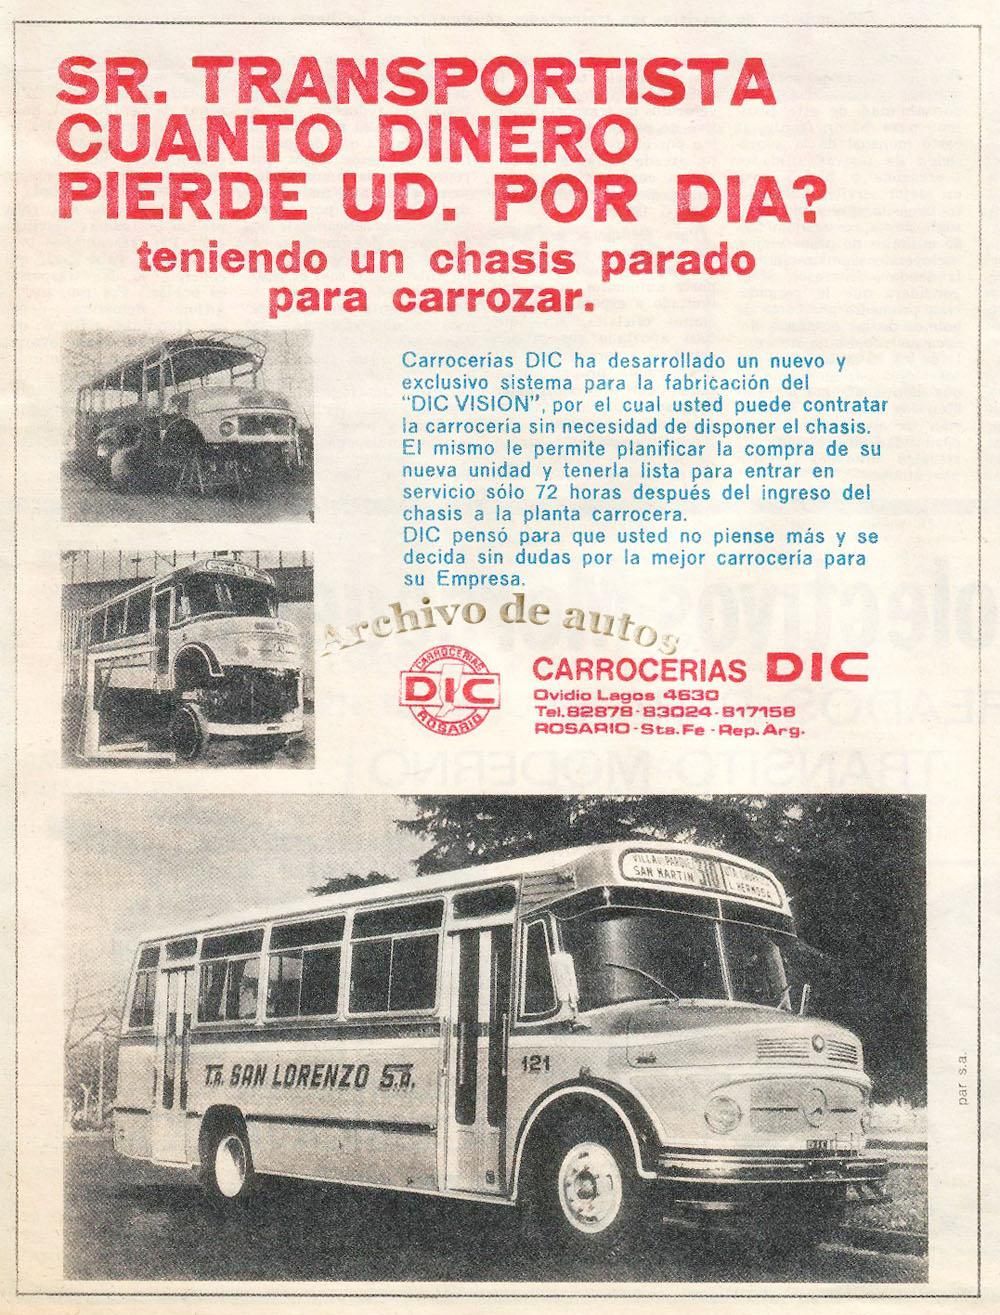 SR. TRANSPORTISTA
CUANTO DINERO
PIERDE UD. POR DIA?
teniendo un chasis parado
para carrozar.
Carrocerías DIC ha desarrollado un nuevo y
exclusivo sistema para la fabricación del
"DIC VISION", por el cual usted puede contratar
la carrocería sin necesidad de disponer el chasis.
El mismo le permite planificar la compra de su
nueva unidad y tenerla lista para entrar en
servicio sólo 72 horas después del ingreso del
chasis a la planta carrocera.
DIC pensó para que usted no piense más y se
decida sin dudas por la mejor carrocería para
su Empresa.
Archivo de autos
CARROCERIAS
DIC
ROSARIO
CARROCERIAS DIC
Ovidio Lagos 4630
Tel. 82878 - 83024 - 817158
ROSARIO - Sta. Fe - Rep. Arg.
VILLA PARQUE
SAN MARTIN
310
L. HERMOSA
T.A. SAN LORENZO S.A.
121
DIC
par s.a.